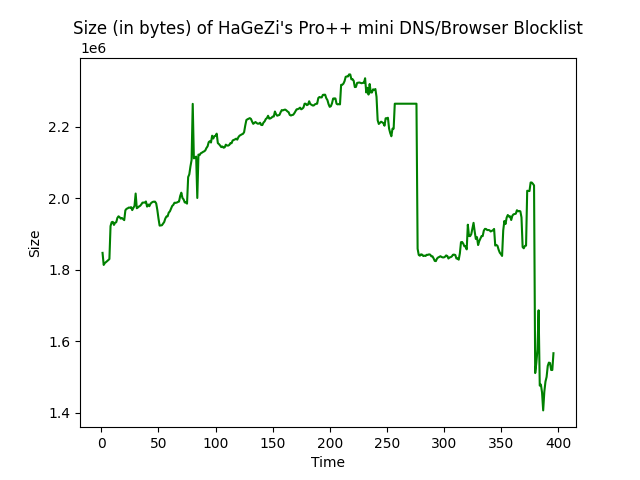 Size (in bytes) of HaGeZi's Pro++ mini DNS/Browser Blocklist
1e6
2.2
2.0
1.8
1.6
1.4
Size
0 50 100 150 200 250 300 350 400
Time